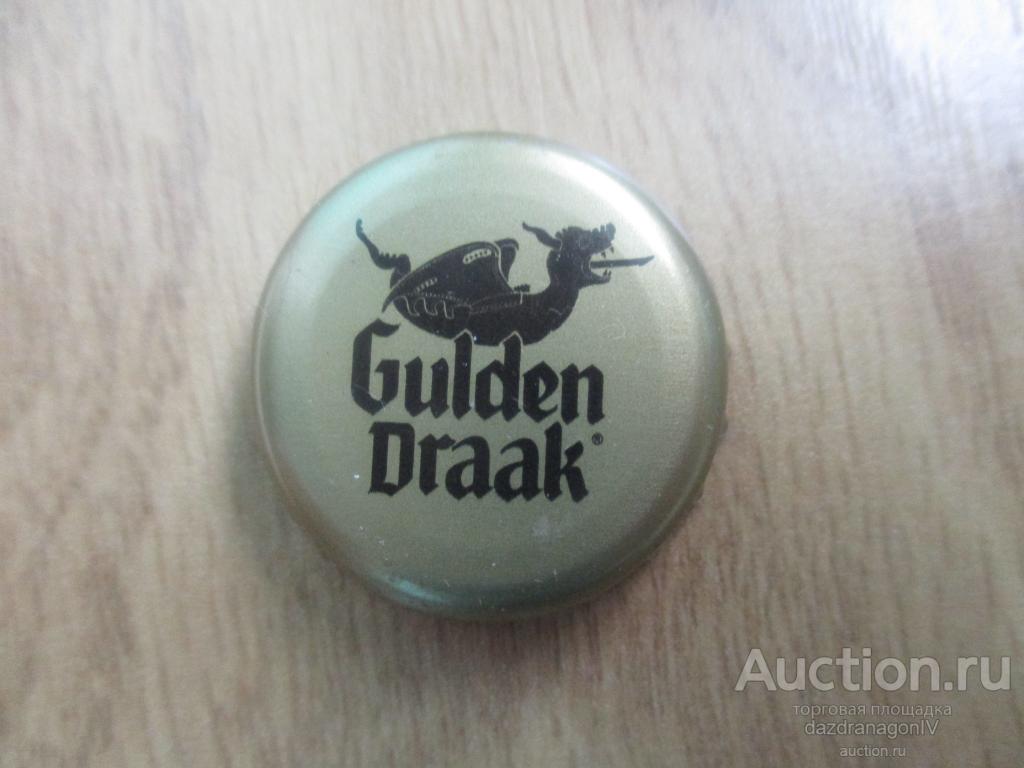 Gulden
Draak®
Auction.ru
торговая площадка
dazdranagonIV
auction.ru